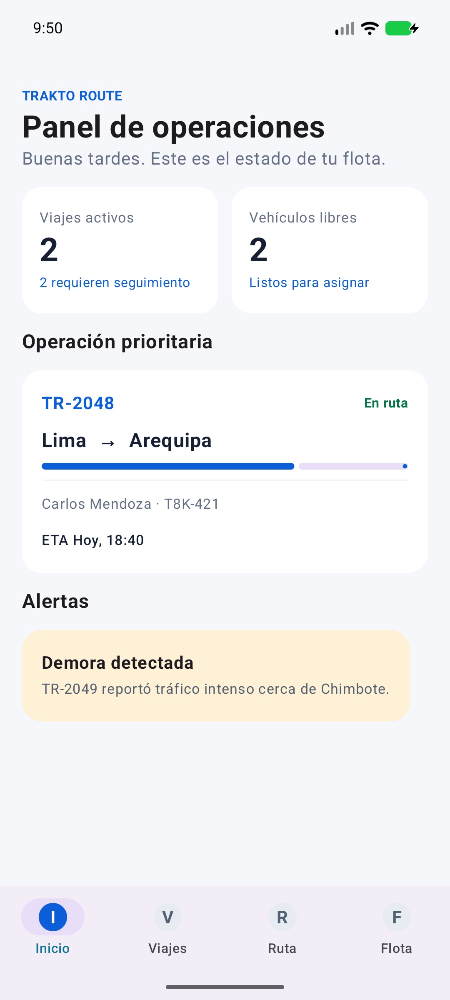 9:50
TRAKTO ROUTE
Panel de operaciones
Buenas tardes. Este es el estado de tu flota.
Viajes activos
2
2 requieren seguimiento
Vehículos libres
2
Listos para asignar
Operación prioritaria
TR-2048
En ruta
Lima → Arequipa
Carlos Mendoza · T8K-421
ETA Hoy, 18:40
Alertas
Demora detectada
TR-2049 reportó tráfico intenso cerca de Chimbote.
I
Inicio
V
Viajes
R
Ruta
F
Flota